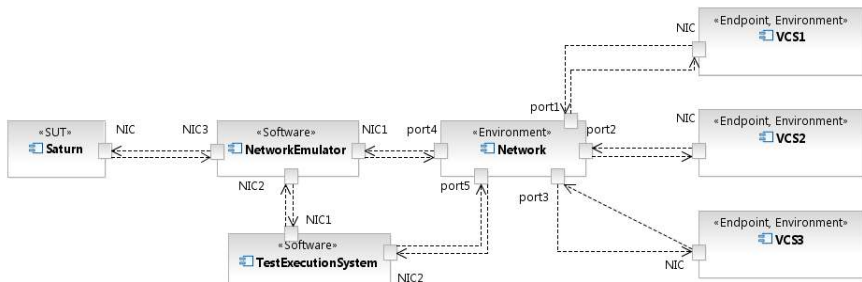 «Endpoint, Environment»
VCS1
NIC
port1
«SUT»
Saturn
NIC
NIC3
«Software»
NetworkEmulator
NIC1
port4
«Environment»
Network
port2
NIC
«Endpoint, Environment»
VCS2
NIC2
port5
port3
NIC1
«Software»
TestExecutionSystem
NIC2
NIC
«Endpoint, Environment»
VCS3